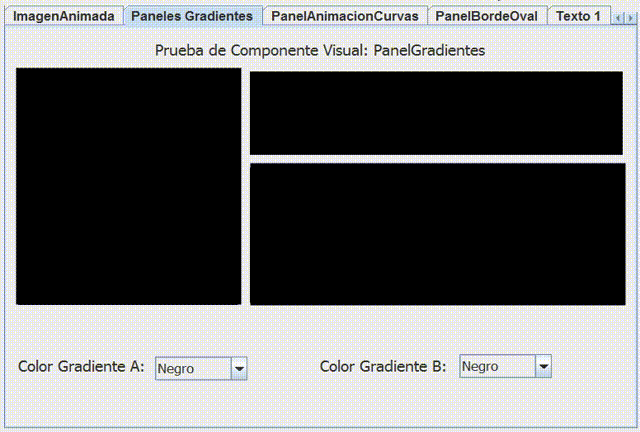 ImagenAnimada Paneles Gradientes PanelAnimacionCurvas PanelBordeOval Texto 1
Prueba de Componente Visual: PanelGradientes
Color Gradiente A: Negro Color Gradiente B: Negro